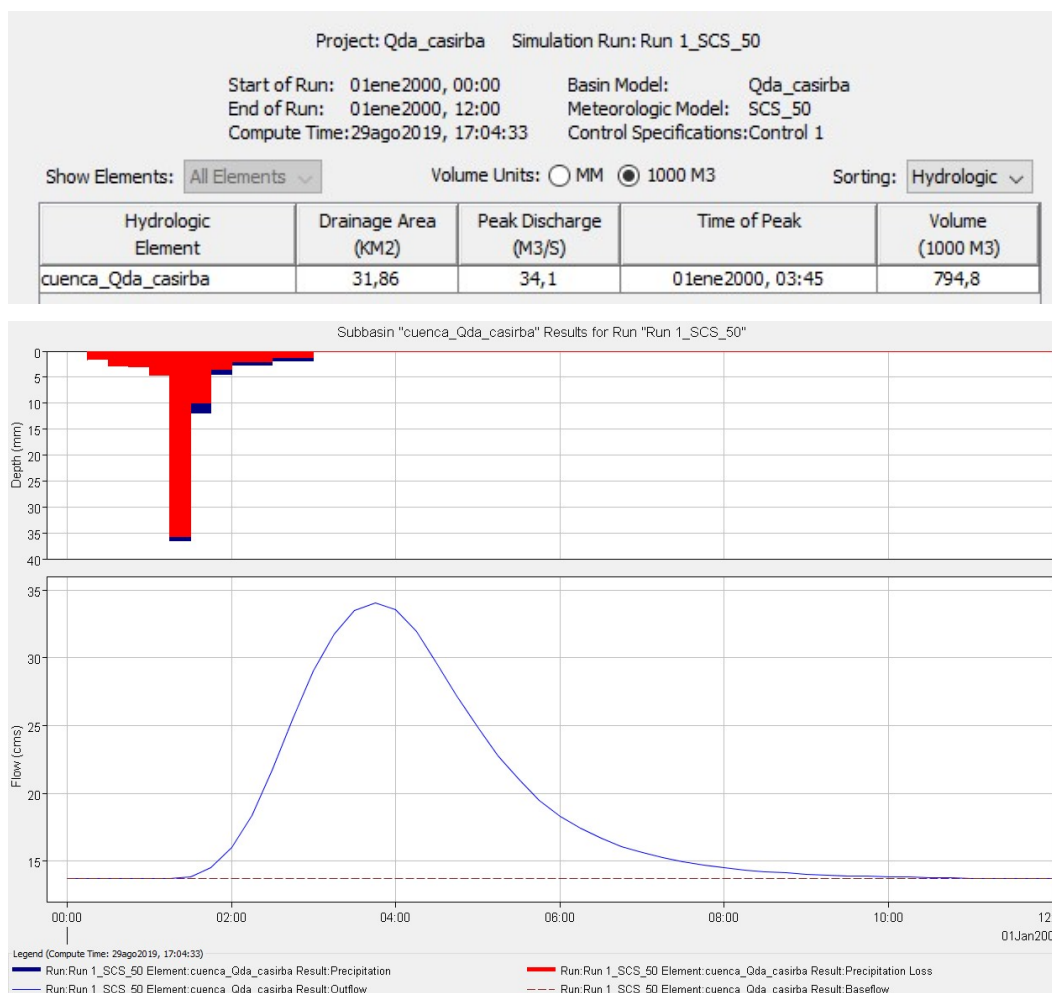 Project: Qda_casirba Simulation Run: Run 1_SCS_50
Start of Run: 01ene2000, 00:00 Basin Model: Qda_casirba
End of Run: 01ene2000, 12:00 Meteorologic Model: SCS_50
Compute Time:29ago2019, 17:04:33 Control Specifications:Control 1
Show Elements: All Elements Volume Units: MM 1000 M3 Sorting: Hydrologic
Hydrologic Drainage Area Peak Discharge Time of Peak Volume
Element (KM2) (M3/S) (1000 M3)
cuenca_Qda_casirba 31,86 34,1 01ene2000, 03:45 794,8
Subbasin "cuenca_Qda_casirba" Results for Run "Run 1_SCS_50"
0
5
10
15
20
25
30
35
40
Depth (mm)
35
30
25
20
15
Flow (cms)
00:00 02:00 04:00 06:00 08:00 10:00 12:
01Jan200
Legend (Compute Time: 29ago2019, 17:04:33)
Run:Run 1_SCS_50 Element:cuenca_Qda_casirba Result:Precipitation Run:Run 1_SCS_50 Element:cuenca_Qda_casirba Result:Precipitation Loss
Run:Run 1_SCS_50 Element:cuenca_Qda_casirba Result:Outflow Run:Run 1_SCS_50 Element:cuenca_Qda_casirba Result:Baseflow